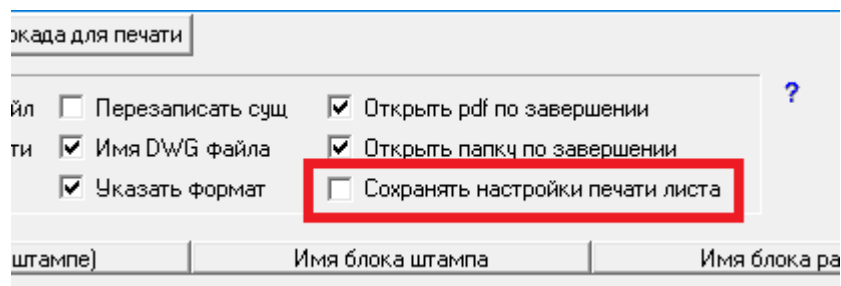 окада для печати
йл Перезаписать сущ Открыть pdf по завершении ?
ти Имя DWG файла Открыть папку по завершении
Указать формат Сохранять настройки печати листа
штампе) Имя блока штампа Имя блока ра